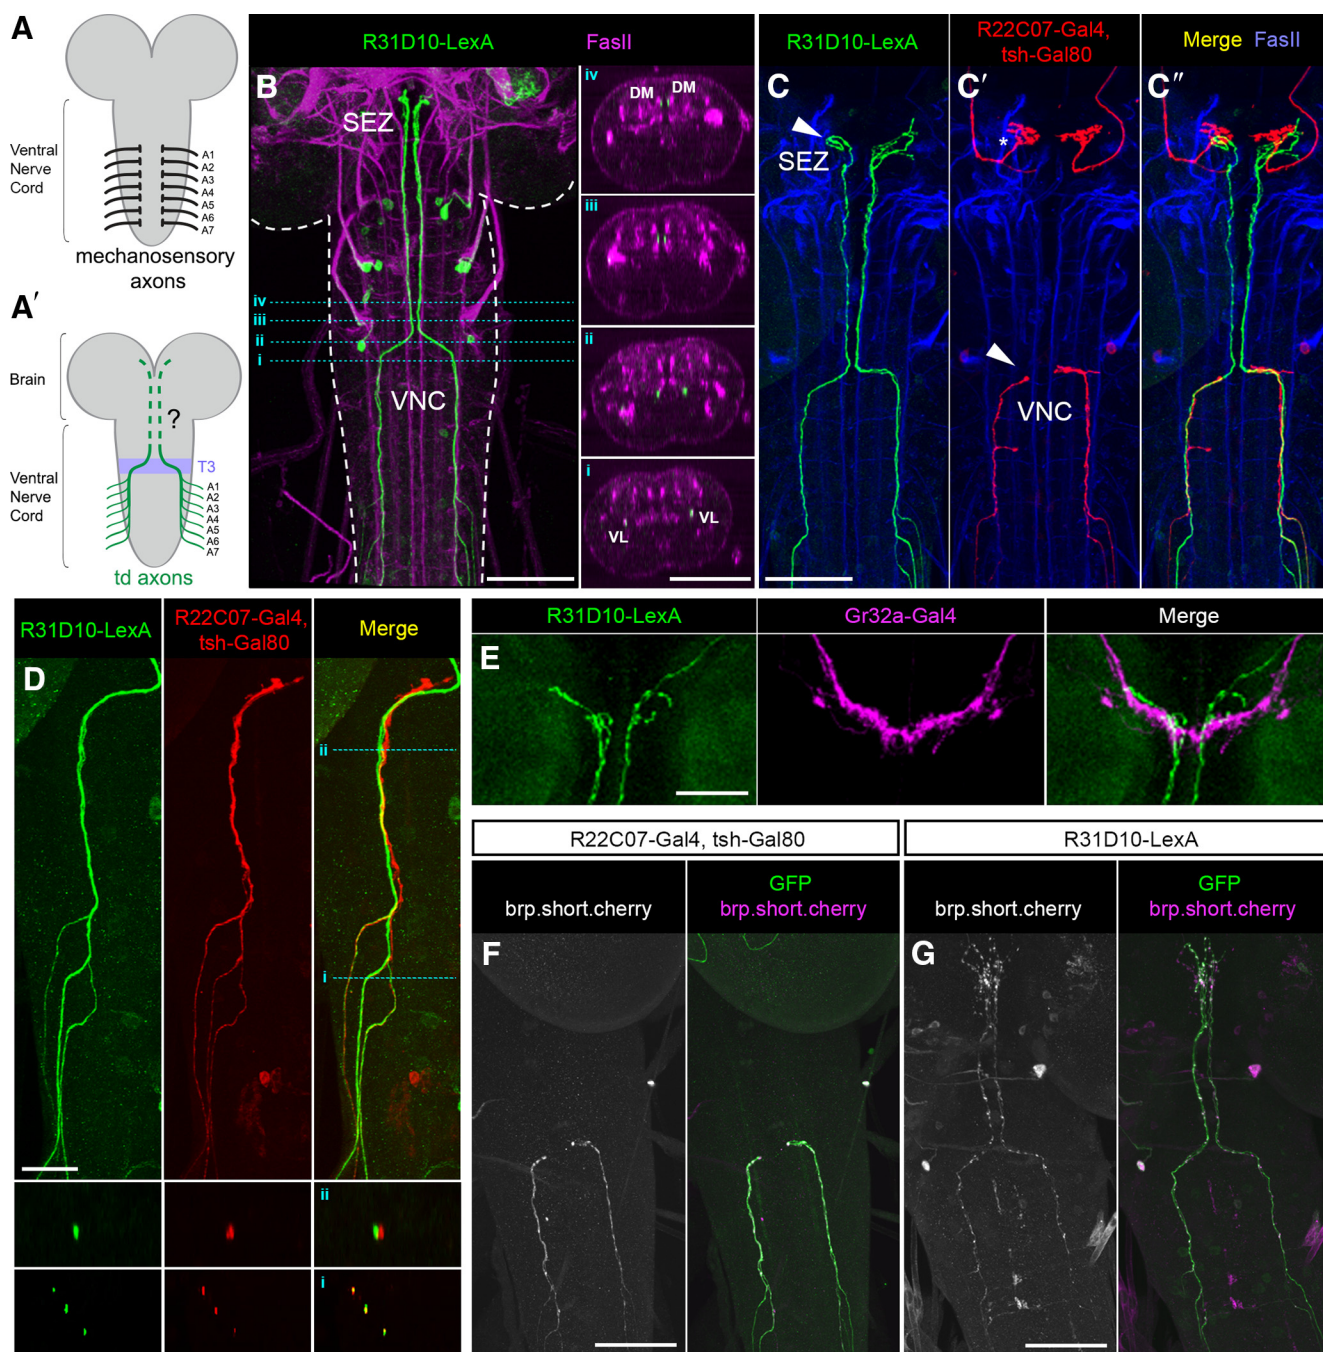 A
Ventral
Nerve
Cord
A1
A2
A3
A4
A5
A6
A7
mechanosensory
axons
A′
Brain
?
T3
Ventral
Nerve
Cord
A1
A2
A3
A4
A5
A6
A7
td axons
R31D10-LexA
FasII
B
SEZ
iv
iii
ii
i
VNC
iv
DM DM
iii
ii
i
VL VL
R31D10-LexA
R22C07-Gal4,
tsh-Gal80
Merge FasII
C
C′
C″
SEZ
*
VNC
R31D10-LexA
R22C07-Gal4,
tsh-Gal80
Merge
D
ii
i
ii
i
R31D10-LexA
Gr32a-Gal4
Merge
E
R22C07-Gal4, tsh-Gal80
brp.short.cherry
GFP
brp.short.cherry
F
R31D10-LexA
brp.short.cherry
GFP
brp.short.cherry
G